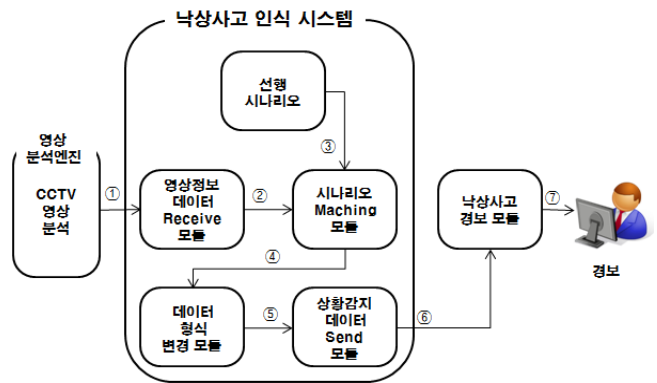 낙상사고 인식 시스템
선행
시나리오
③
영상
분석엔진
CCTV
영상
분석
①
영상정보
데이터
Receive
모듈
②
시나리오
Maching
모듈
낙상사고
경보 모듈
⑦
경보
④
데이터
형식
변경 모듈
⑤
상황감지
데이터
Send
모듈
⑥